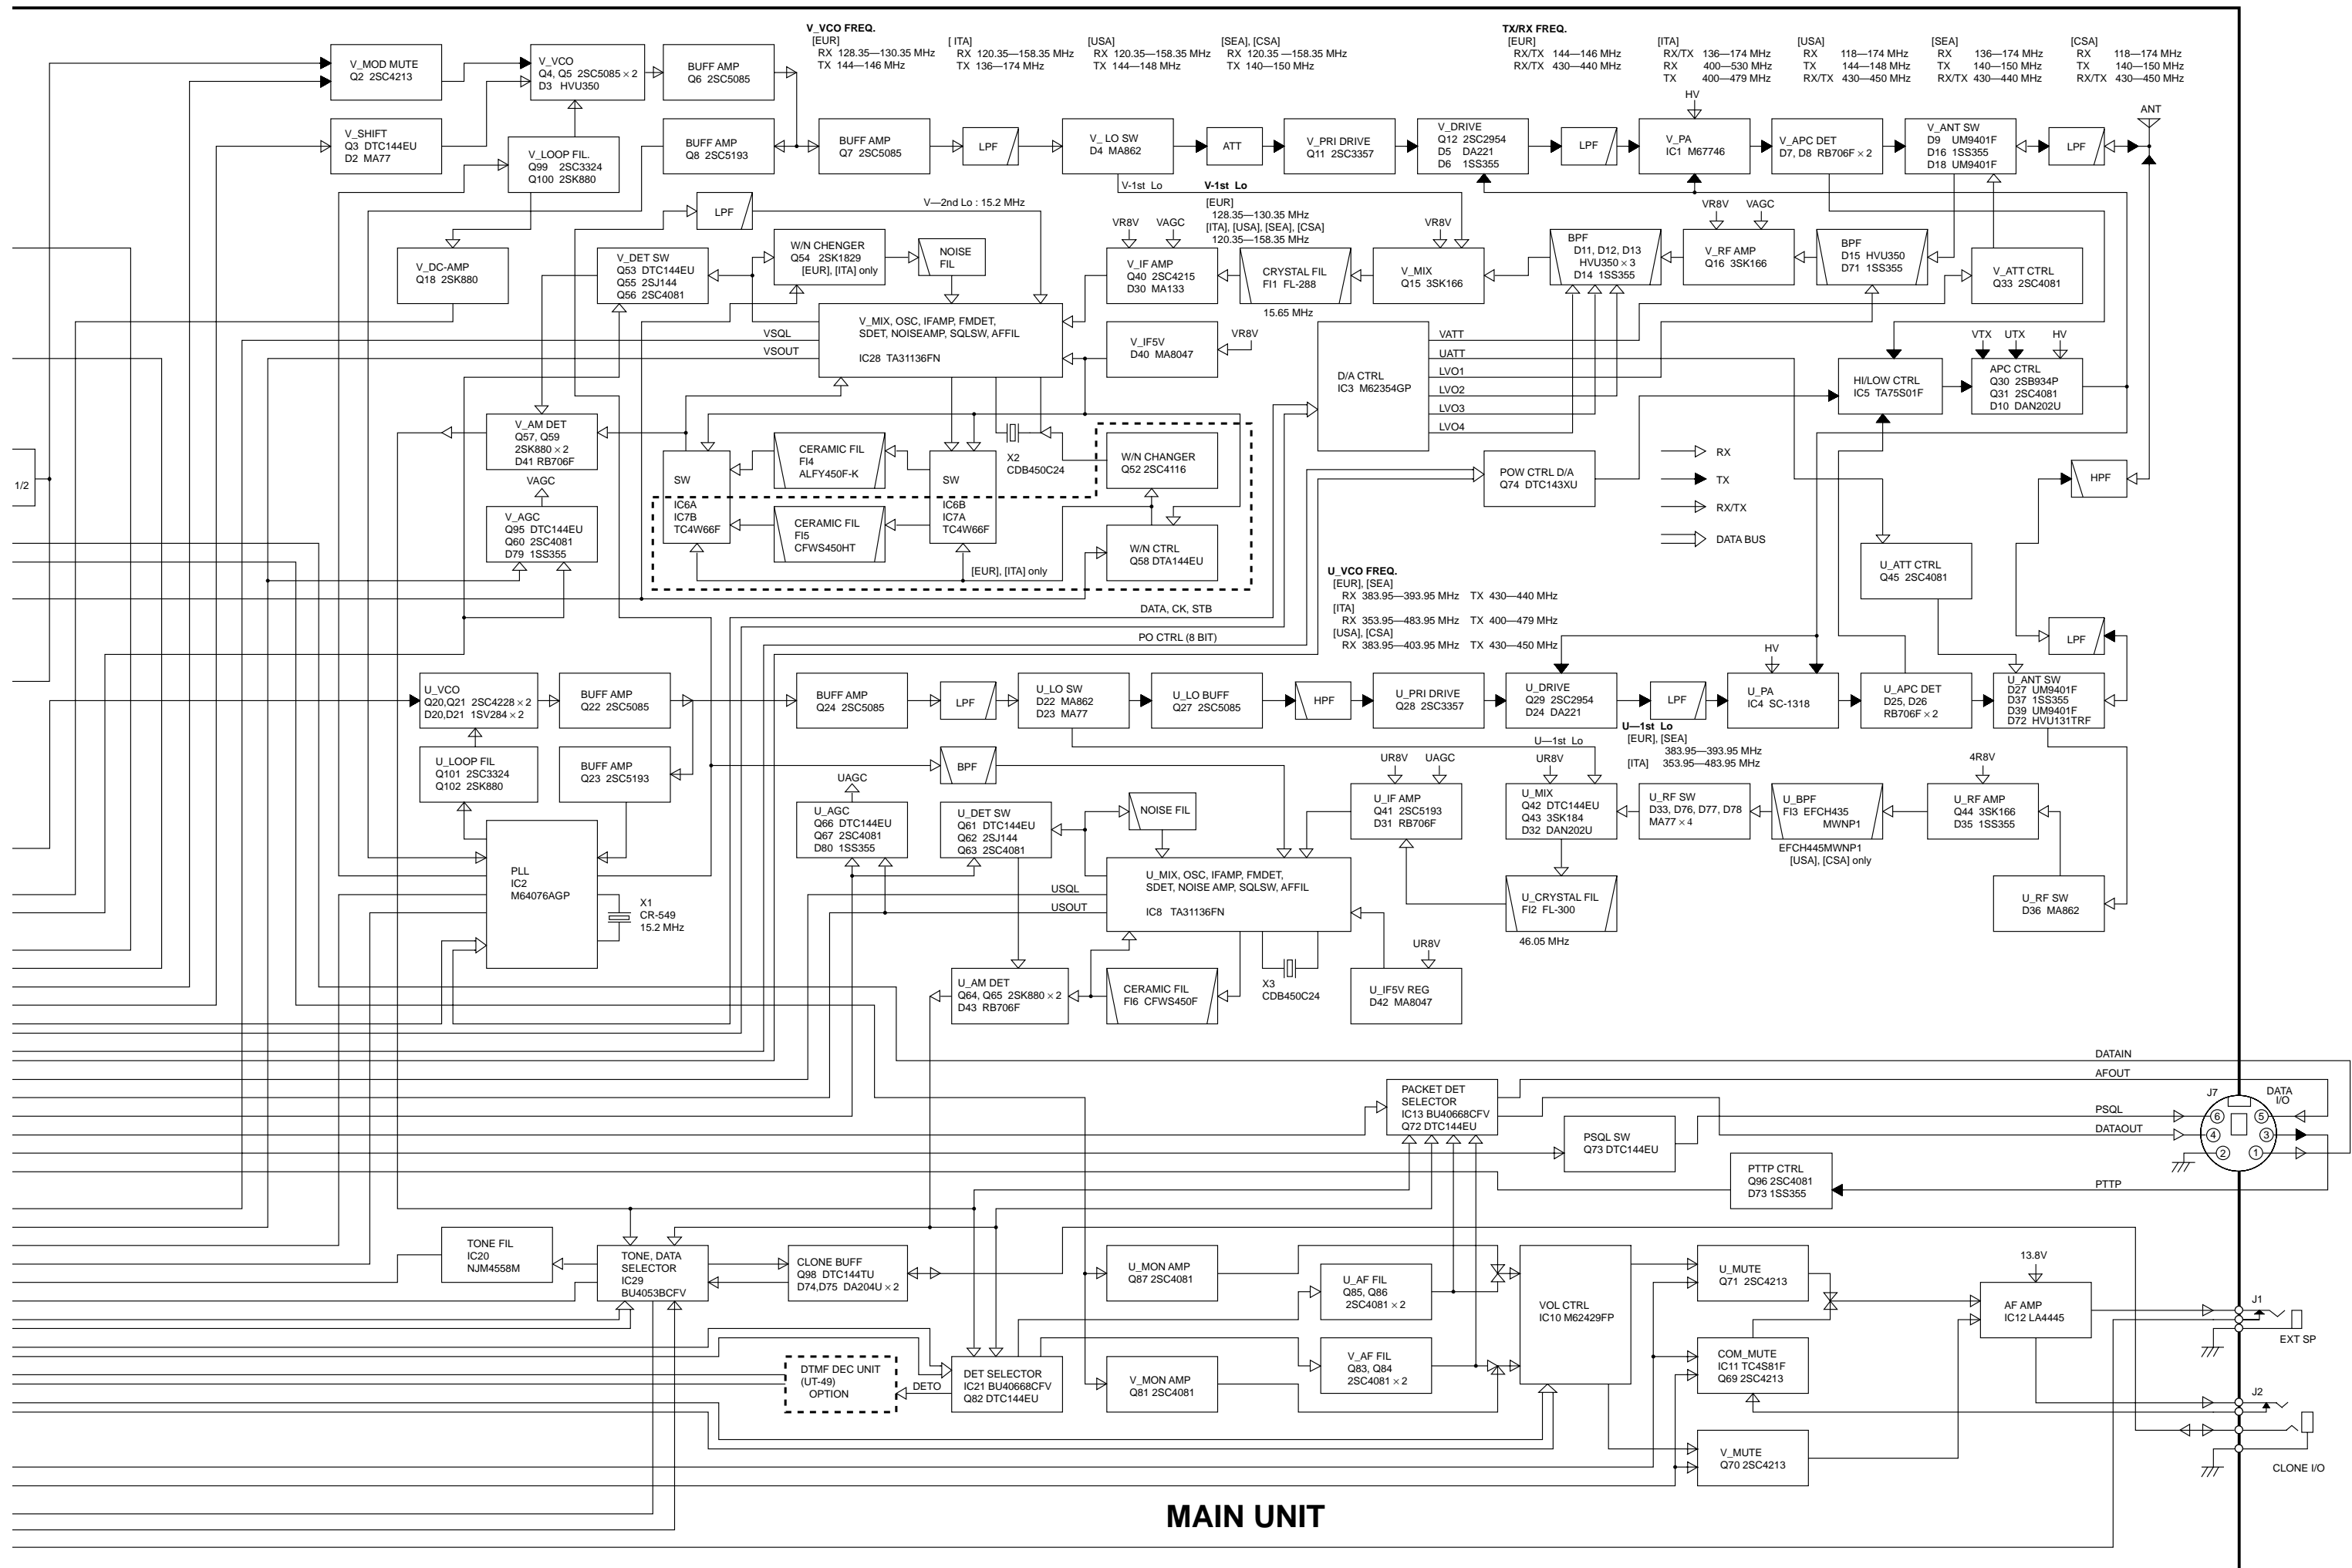 V_VCO FREQ.
[EUR]
RX 128.35—130.35 MHz
TX 144—146 MHz
[ ITA]
RX 120.35—158.35 MHz
TX 136—174 MHz
[USA]
RX 120.35—158.35 MHz
TX 144—148 MHz
[SEA], [CSA]
RX 120.35 —158.35 MHz
TX 140—150 MHz
TX/RX FREQ.
[EUR]
RX/TX 144—146 MHz
RX/TX 430—440 MHz
[ITA]
RX/TX 136—174 MHz
RX 400—530 MHz
TX 400—479 MHz
[USA]
RX 118—174 MHz
TX 144—148 MHz
RX/TX 430—450 MHz
[SEA]
RX 136—174 MHz
TX 140—150 MHz
RX/TX 430—440 MHz
[CSA]
RX 118—174 MHz
TX 140—150 MHz
RX/TX 430—450 MHz
V_MOD MUTE
Q2 2SC4213
V_VCO
Q4, Q5 2SC5085 × 2
D3 HVU350
BUFF AMP
Q6 2SC5085
V_SHIFT
Q3 DTC144EU
D2 MA77
V_LOOP FIL.
Q99 2SC3324
Q100 2SK880
BUFF AMP
Q8 2SC5193
BUFF AMP
Q7 2SC5085
LPF
V_ LO SW
D4 MA862
ATT
V_PRI DRIVE
Q11 2SC3357
V_DRIVE
Q12 2SC2954
D5 DA221
D6 1SS355
LPF
HV
V_PA
IC1 M67746
V_APC DET
D7, D8 RB706F × 2
V_ANT SW
D9 UM9401F
D16 1SS355
D18 UM9401F
LPF
ANT
V-1st Lo
V-1st Lo
[EUR]
128.35—130.35 MHz
[ITA], [USA], [SEA], [CSA]
120.35—158.35 MHz
LPF
V—2nd Lo : 15.2 MHz
V_DC-AMP
Q18 2SK880
V_DET SW
Q53 DTC144EU
Q55 2SJ144
Q56 2SC4081
W/N CHENGER
Q54 2SK1829
[EUR], [ITA] only
NOISE
FIL
VR8V
VAGC
V_IF AMP
Q40 2SC4215
D30 MA133
CRYSTAL FIL
FI1 FL-288
15.65 MHz
VR8V
V_MIX
Q15 3SK166
BPF
D11, D12, D13
HVU350 × 3
D14 1SS355
VR8V
VAGC
V_RF AMP
Q16 3SK166
BPF
D15 HVU350
D71 1SS355
V_ATT CTRL
Q33 2SC4081
V_MIX, OSC, IFAMP, FMDET,
SDET, NOISEAMP, SQLSW, AFFIL
IC28 TA31136FN
VSQL
VSOUT
V_IF5V
D40 MA8047
VR8V
D/A CTRL
IC3 M62354GP
VATT
UATT
LVO1
LVO2
LVO3
LVO4
HI/LOW CTRL
IC5 TA75S01F
VTX
UTX
HV
APC CTRL
Q30 2SB934P
Q31 2SC4081
D10 DAN202U
V_AM DET
Q57, Q59
2SK880 × 2
D41 RB706F
VAGC
V_AGC
Q95 DTC144EU
Q60 2SC4081
D79 1SS355
SW
IC6A
IC7B
TC4W66F
CERAMIC FIL
FI4
ALFY450F-K
CERAMIC FIL
FI5
CFWS450HT
SW
IC6B
IC7A
TC4W66F
X2
CDB450C24
W/N CHANGER
Q52 2SC4116
W/N CTRL
Q58 DTA144EU
[EUR], [ITA] only
POW CTRL D/A
Q74 DTC143XU
RX
TX
RX/TX
DATA BUS
HPF
1/2
U_ATT CTRL
Q45 2SC4081
LPF
DATA, CK, STB
PO CTRL (8 BIT)
U_VCO FREQ.
[EUR], [SEA]
RX 383.95—393.95 MHz TX 430—440 MHz
[ITA]
RX 353.95—483.95 MHz TX 400—479 MHz
[USA], [CSA]
RX 383.95—403.95 MHz TX 430—450 MHz
U_VCO
Q20,Q21 2SC4228 × 2
D20,D21 1SV284 × 2
BUFF AMP
Q22 2SC5085
BUFF AMP
Q24 2SC5085
LPF
U_LO SW
D22 MA862
D23 MA77
U_LO BUFF
Q27 2SC5085
HPF
U_PRI DRIVE
Q28 2SC3357
U_DRIVE
Q29 2SC2954
D24 DA221
LPF
HV
U_PA
IC4 SC-1318
U_APC DET
D25, D26
RB706F × 2
U_ANT SW
D27 UM9401F
D37 1SS355
D39 UM9401F
D72 HVU131TRF
U_LOOP FIL
Q101 2SC3324
Q102 2SK880
BUFF AMP
Q23 2SC5193
BPF
U—1st Lo
U—1st Lo
[EUR], [SEA]
383.95—393.95 MHz
[ITA] 353.95—483.95 MHz
UAGC
U_AGC
Q66 DTC144EU
Q67 2SC4081
D80 1SS355
U_DET SW
Q61 DTC144EU
Q62 2SJ144
Q63 2SC4081
NOISE FIL
UR8V
UAGC
U_IF AMP
Q41 2SC5193
D31 RB706F
UR8V
U_MIX
Q42 DTC144EU
Q43 3SK184
D32 DAN202U
U_RF SW
D33, D76, D77, D78
MA77 × 4
U_BPF
FI3 EFCH435
MWNP1
EFCH445MWNP1
[USA], [CSA] only
4R8V
U_RF AMP
Q44 3SK166
D35 1SS355
PLL
IC2
M64076AGP
X1
CR-549
15.2 MHz
USQL
USOUT
U_MIX, OSC, IFAMP, FMDET,
SDET, NOISE AMP, SQLSW, AFFIL
IC8 TA31136FN
U_CRYSTAL FIL
FI2 FL-300
46.05 MHz
U_RF SW
D36 MA862
U_AM DET
Q64, Q65 2SK880 × 2
D43 RB706F
CERAMIC FIL
FI6 CFWS450F
X3
CDB450C24
UR8V
U_IF5V REG
D42 MA8047
DATAIN
AFOUT
PSQL
DATAOUT
PTTP
PACKET DET
SELECTOR
IC13 BU40668CFV
Q72 DTC144EU
PSQL SW
Q73 DTC144EU
PTTP CTRL
Q96 2SC4081
D73 1SS355
J7
DATA
I/O
6
5
4
3
2
1
TONE FIL
IC20
NJM4558M
TONE, DATA
SELECTOR
IC29
BU4053BCFV
CLONE BUFF
Q98 DTC144TU
D74,D75 DA204U × 2
U_MON AMP
Q87 2SC4081
U_AF FIL
Q85, Q86
2SC4081 × 2
VOL CTRL
IC10 M62429FP
U_MUTE
Q71 2SC4213
13.8V
AF AMP
IC12 LA4445
J1
EXT SP
DTMF DEC UNIT
(UT-49)
OPTION
DETO
DET SELECTOR
IC21 BU40668CFV
Q82 DTC144EU
V_MON AMP
Q81 2SC4081
V_AF FIL
Q83, Q84
2SC4081 × 2
COM_MUTE
IC11 TC4S81F
Q69 2SC4213
J2
V_MUTE
Q70 2SC4213
CLONE I/O
MAIN UNIT